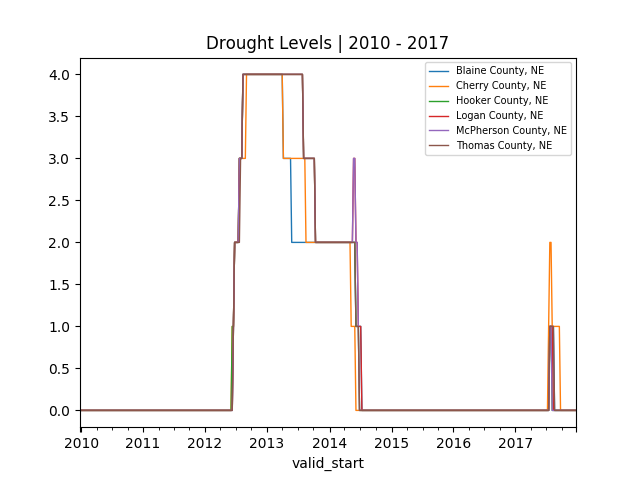 Drought Levels | 2010 - 2017
4.0
3.5
3.0
2.5
2.0
1.5
1.0
0.5
0.0
Blaine County, NE
Cherry County, NE
Hooker County, NE
Logan County, NE
McPherson County, NE
Thomas County, NE
2010 2011 2012 2013 2014 2015 2016 2017
valid_start